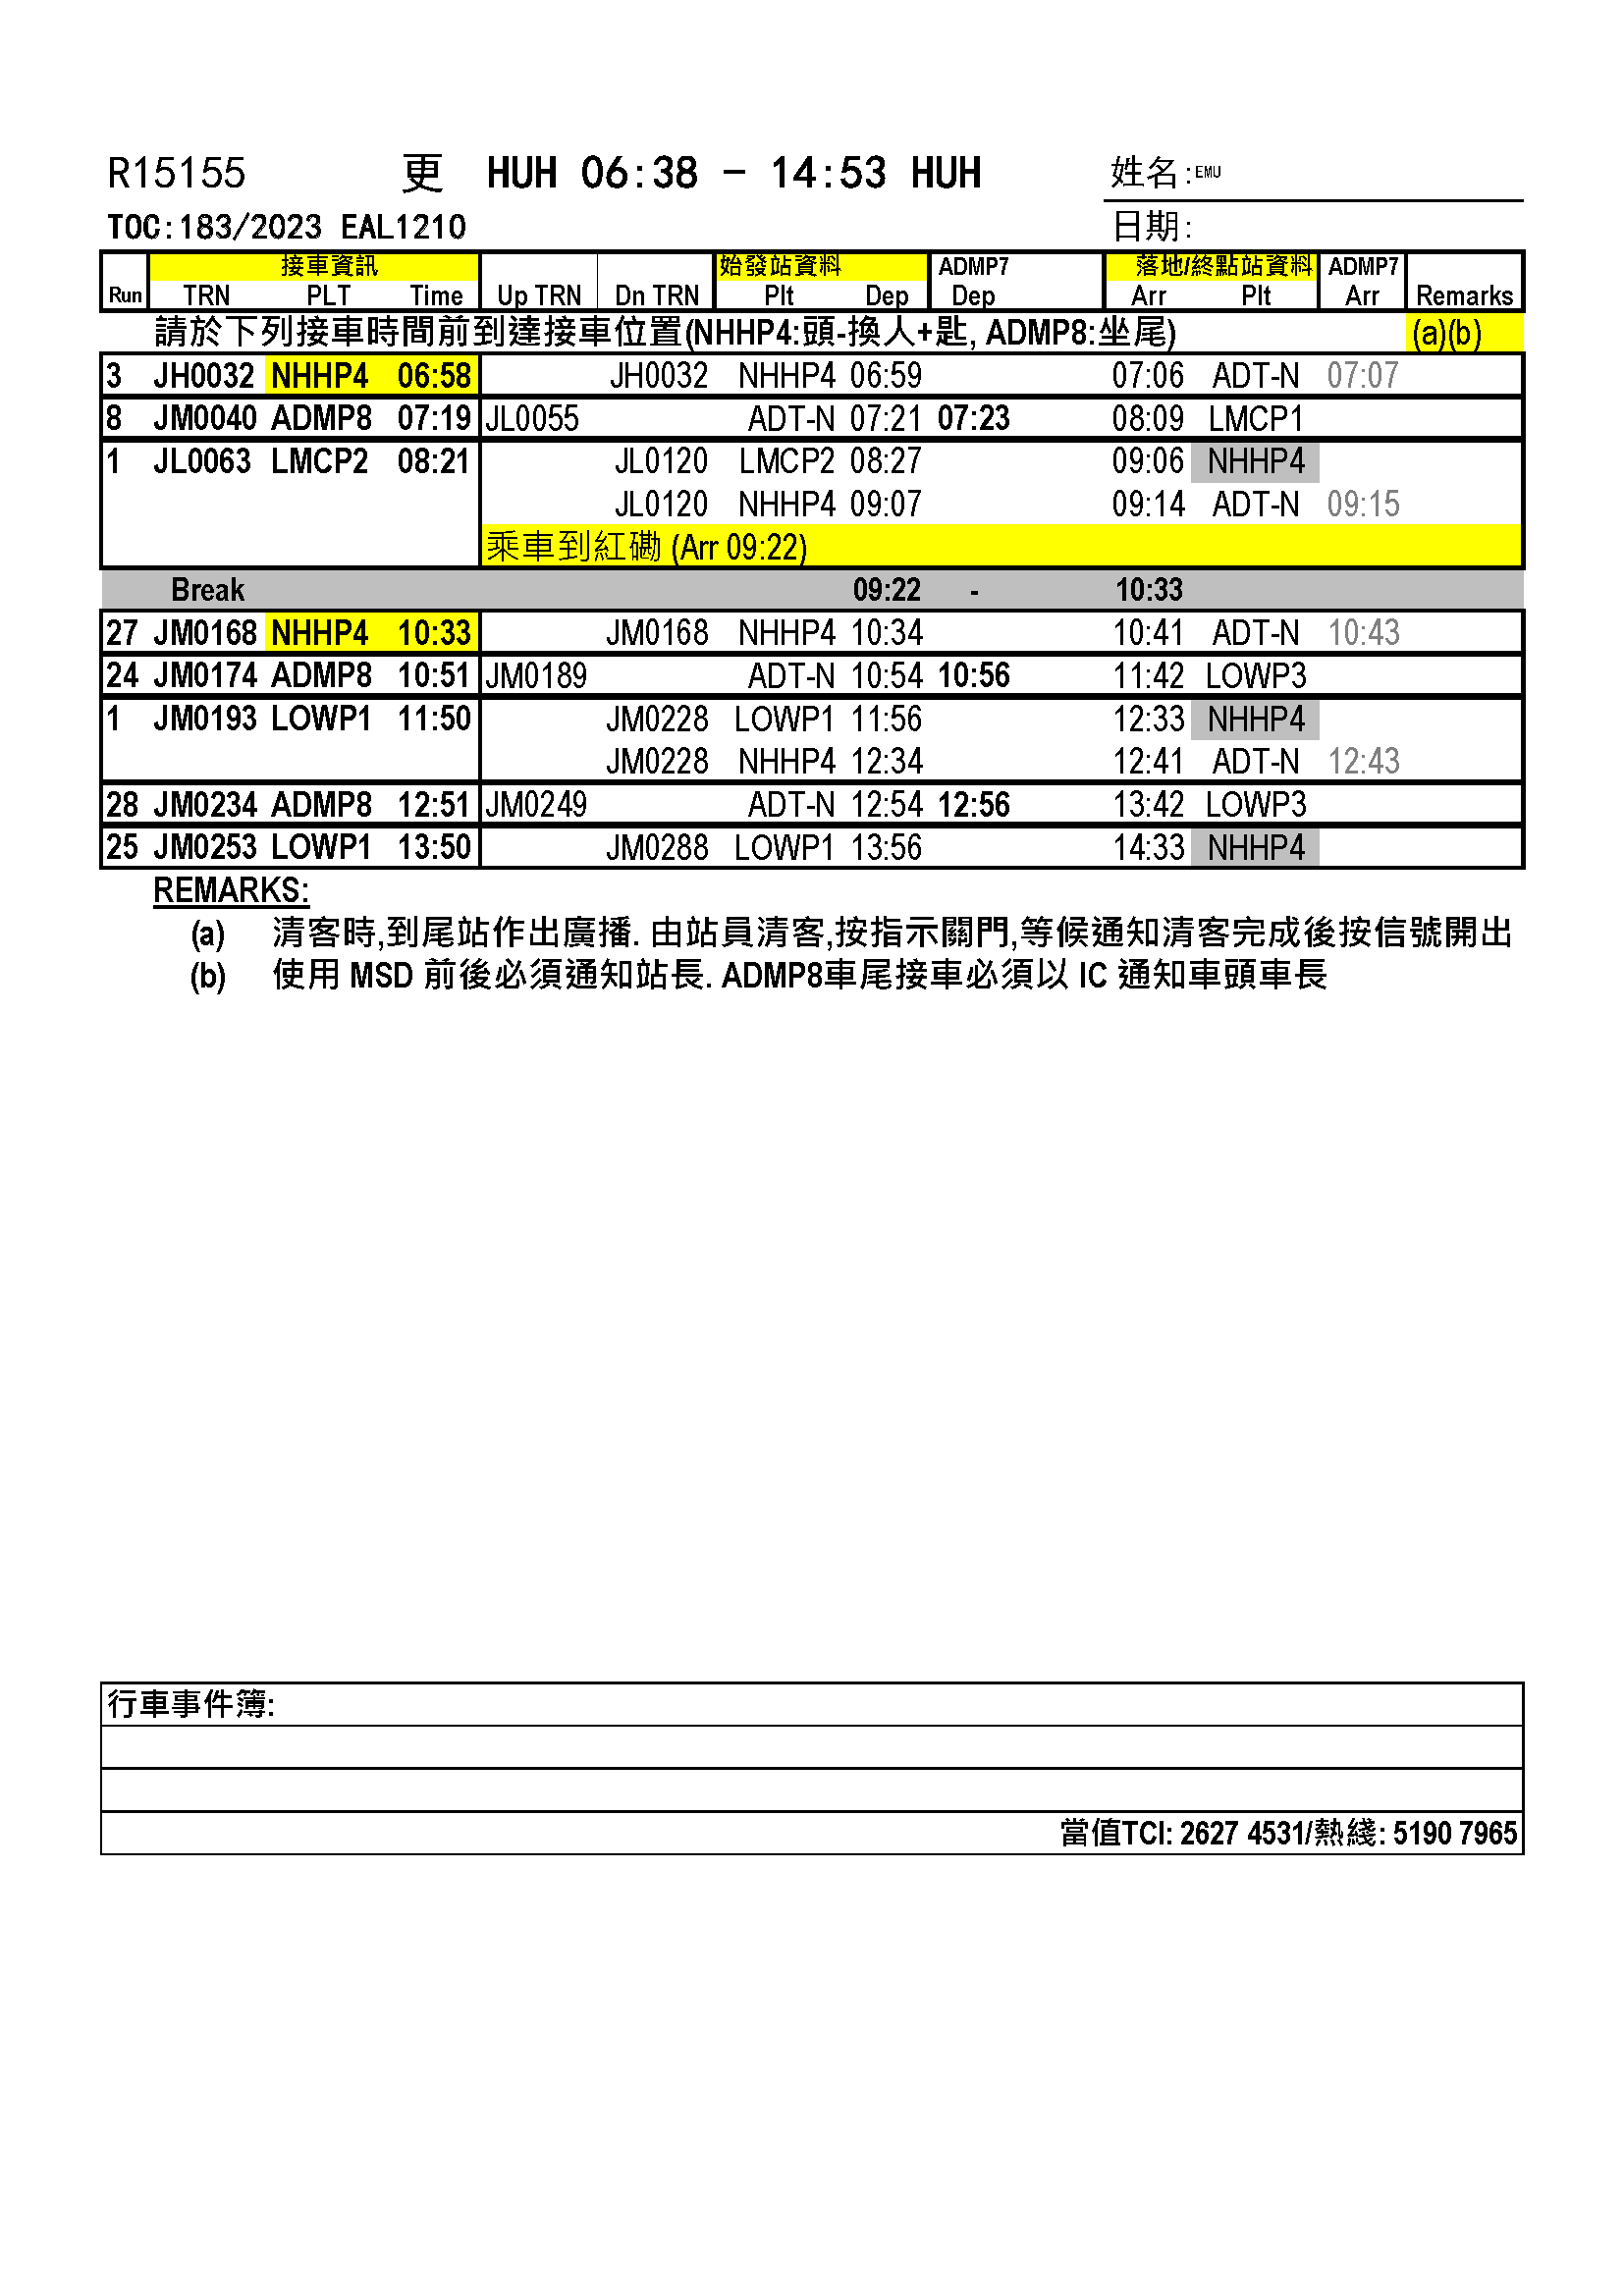 R15155 更 HUH 06:38 - 14:53 HUH 姓名:EMU
TOC:183/2023 EAL1210 日期:
接車資訊 始發站資料 ADMP7 落地/終點站資料 ADMP7
Run TRN PLT Time Up TRN Dn TRN Plt Dep Dep Arr Plt Arr Remarks
請於下列接車時間前到達接車位置(NHHP4:頭-換人+匙, ADMP8:坐尾) (a)(b)
3 JH0032 NHHP4 06:58 JH0032 NHHP4 06:59 07:06 ADT-N 07:07
8 JM0040 ADMP8 07:19 JL0055 ADT-N 07:21 07:23 08:09 LMCP1
1 JL0063 LMCP2 08:21 JL0120 LMCP2 08:27 09:06 NHHP4
JL0120 NHHP4 09:07 09:14 ADT-N 09:15
乘車到紅磡 (Arr 09:22)
Break 09:22 - 10:33
27 JM0168 NHHP4 10:33 JM0168 NHHP4 10:34 10:41 ADT-N 10:43
24 JM0174 ADMP8 10:51 JM0189 ADT-N 10:54 10:56 11:42 LOWP3
1 JM0193 LOWP1 11:50 JM0228 LOWP1 11:56 12:33 NHHP4
JM0228 NHHP4 12:34 12:41 ADT-N 12:43
28 JM0234 ADMP8 12:51 JM0249 ADT-N 12:54 12:56 13:42 LOWP3
25 JM0253 LOWP1 13:50 JM0288 LOWP1 13:56 14:33 NHHP4
REMARKS:
(a) 清客時,到尾站作出廣播. 由站員清客,按指示關門,等候通知清客完成後按信號開出
(b) 使用 MSD 前後必須通知站長. ADMP8車尾接車必須以 IC 通知車頭車長
行車事件簿:
當值TCI: 2627 4531/熱綫: 5190 7965